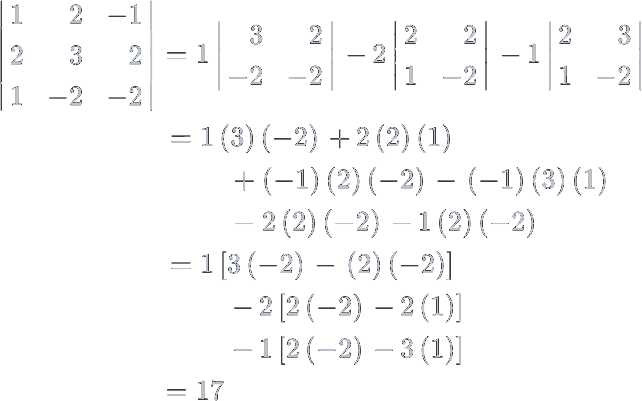 | 1 2 −1 |
| 2 3 2 | = 1 | 3 2 | − 2 | 2 2 | − 1 | 2 3 |
| 1 −2 −2 | | −2 −2 | | 1 −2 | | 1 −2 |
= 1 (3) (−2) + 2 (2) (1)
+ (−1) (2) (−2) − (−1) (3) (1)
− 2 (2) (−2) − 1 (2) (−2)
= 1 [3 (−2) − (2) (−2)]
− 2 [2 (−2) − 2 (1)]
− 1 [2 (−2) − 3 (1)]
= 17